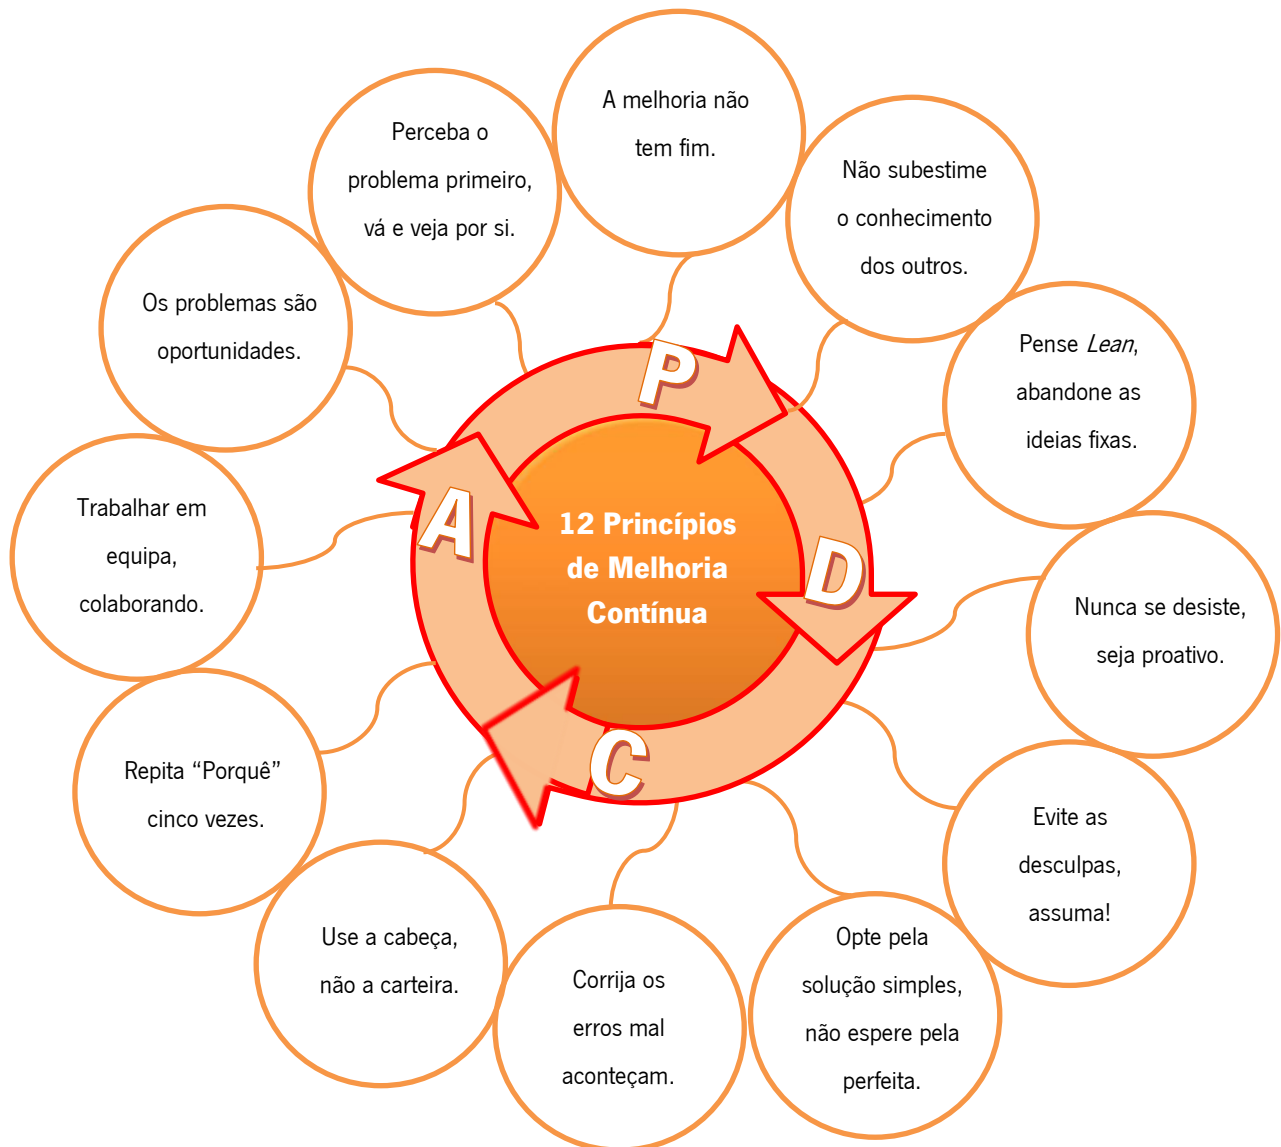 A melhoria não
tem fim.
Não subestime
o conhecimento
dos outros.
Pense Lean,
abandone as
ideias fixas.
Nunca se desiste,
seja proativo.
Evite as
desculpas,
assuma!
Opte pela
solução simples,
não espere pela
perfeita.
Corrija os
erros mal
aconteçam.
Use a cabeça,
não a carteira.
Repita “Porquê”
cinco vezes.
Trabalhar em
equipa,
colaborando.
Os problemas são
oportunidades.
Perceba o
problema primeiro,
vá e veja por si.
P
D
C
A
12 Princípios
de Melhoria
Contínua